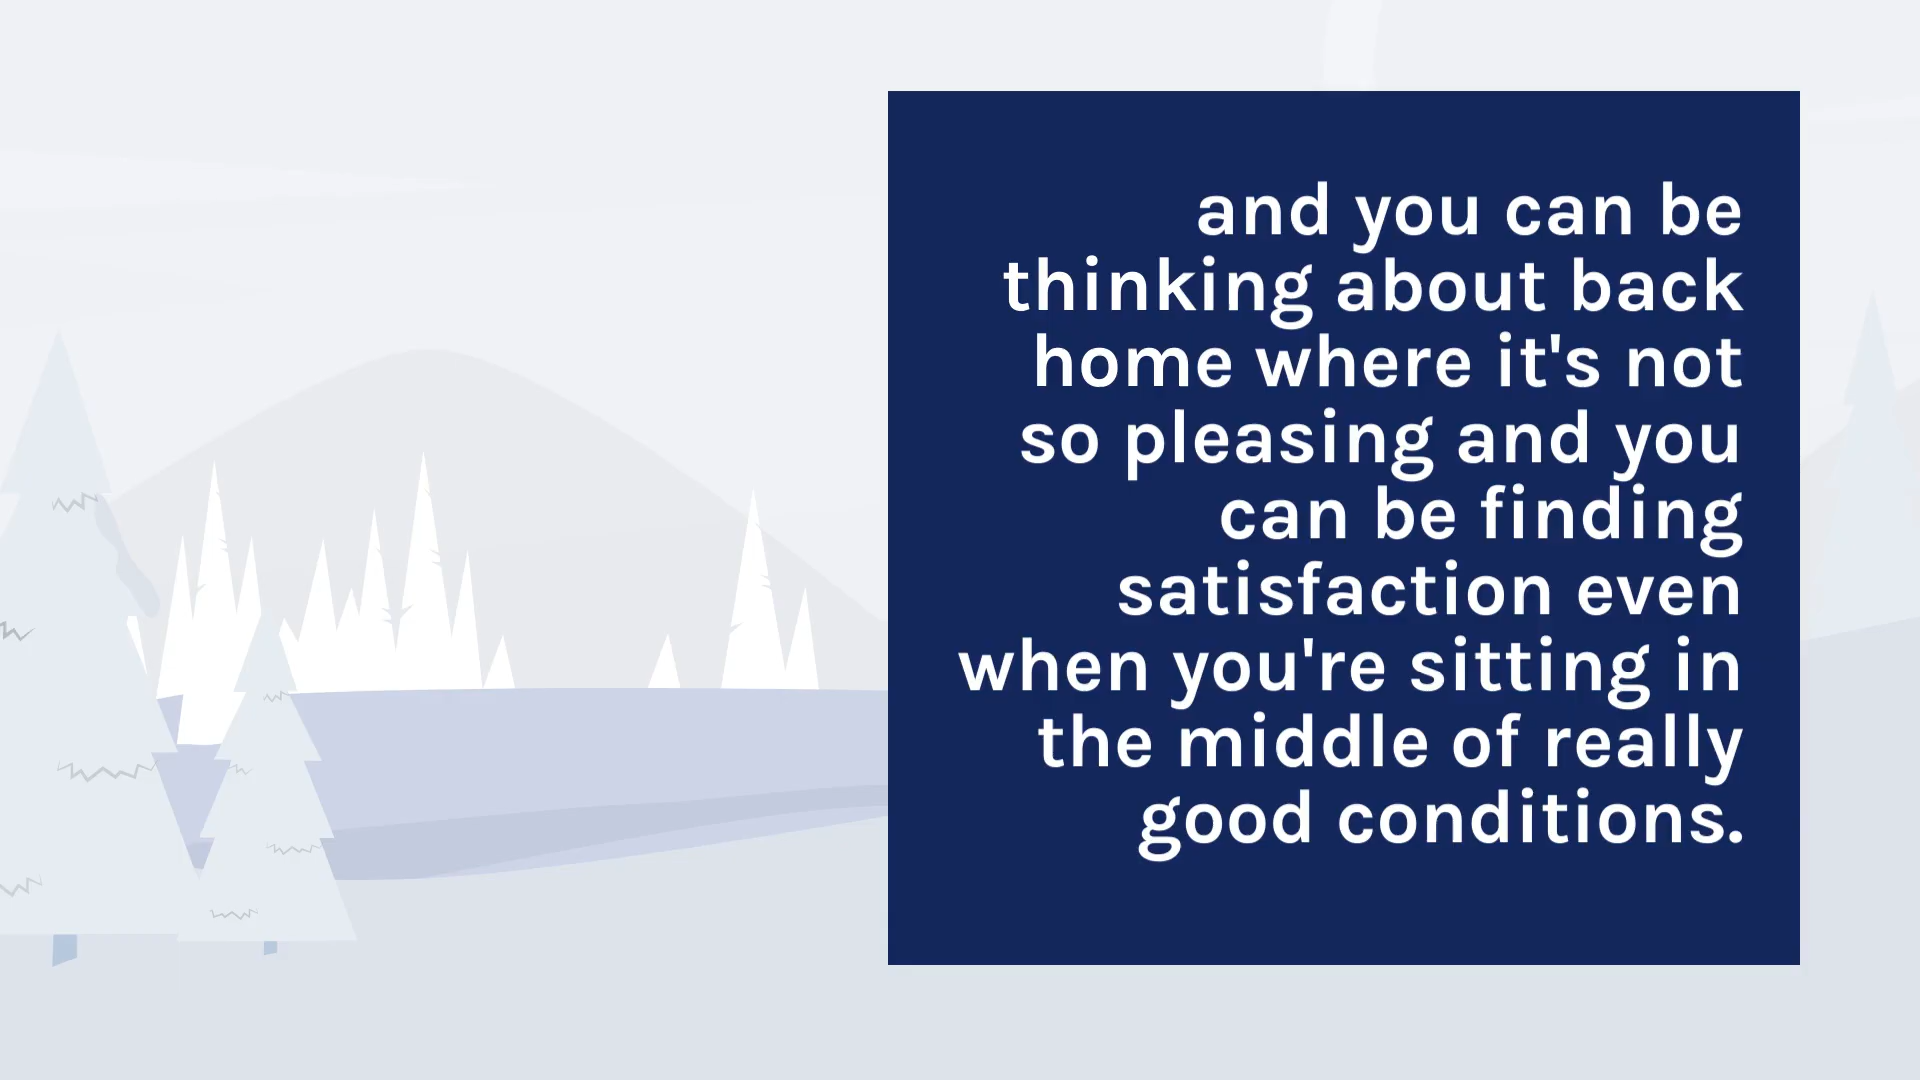 and you can be
thinking about back
home where it's not
so pleasing and you
can be finding
satisfaction even
when you're sitting in
the middle of really
good conditions.